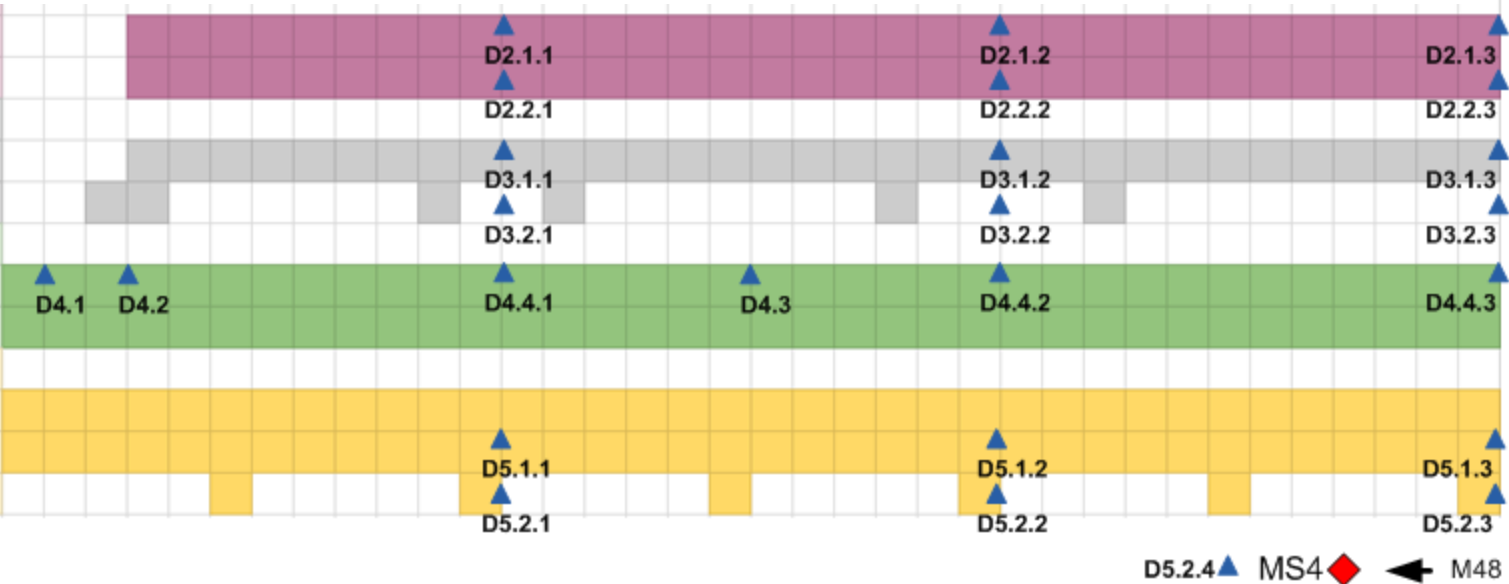 D2.1.1 D2.1.2 D2.1.3
D2.2.1 D2.2.2 D2.2.3
D3.1.1 D3.1.2 D3.1.3
D3.2.1 D3.2.2 D3.2.3
D4.1 D4.2 D4.4.1 D4.3 D4.4.2 D4.4.3
D5.1.1 D5.1.2 D5.1.3
D5.2.1 D5.2.2 D5.2.3
D5.2.4 MS4 M48